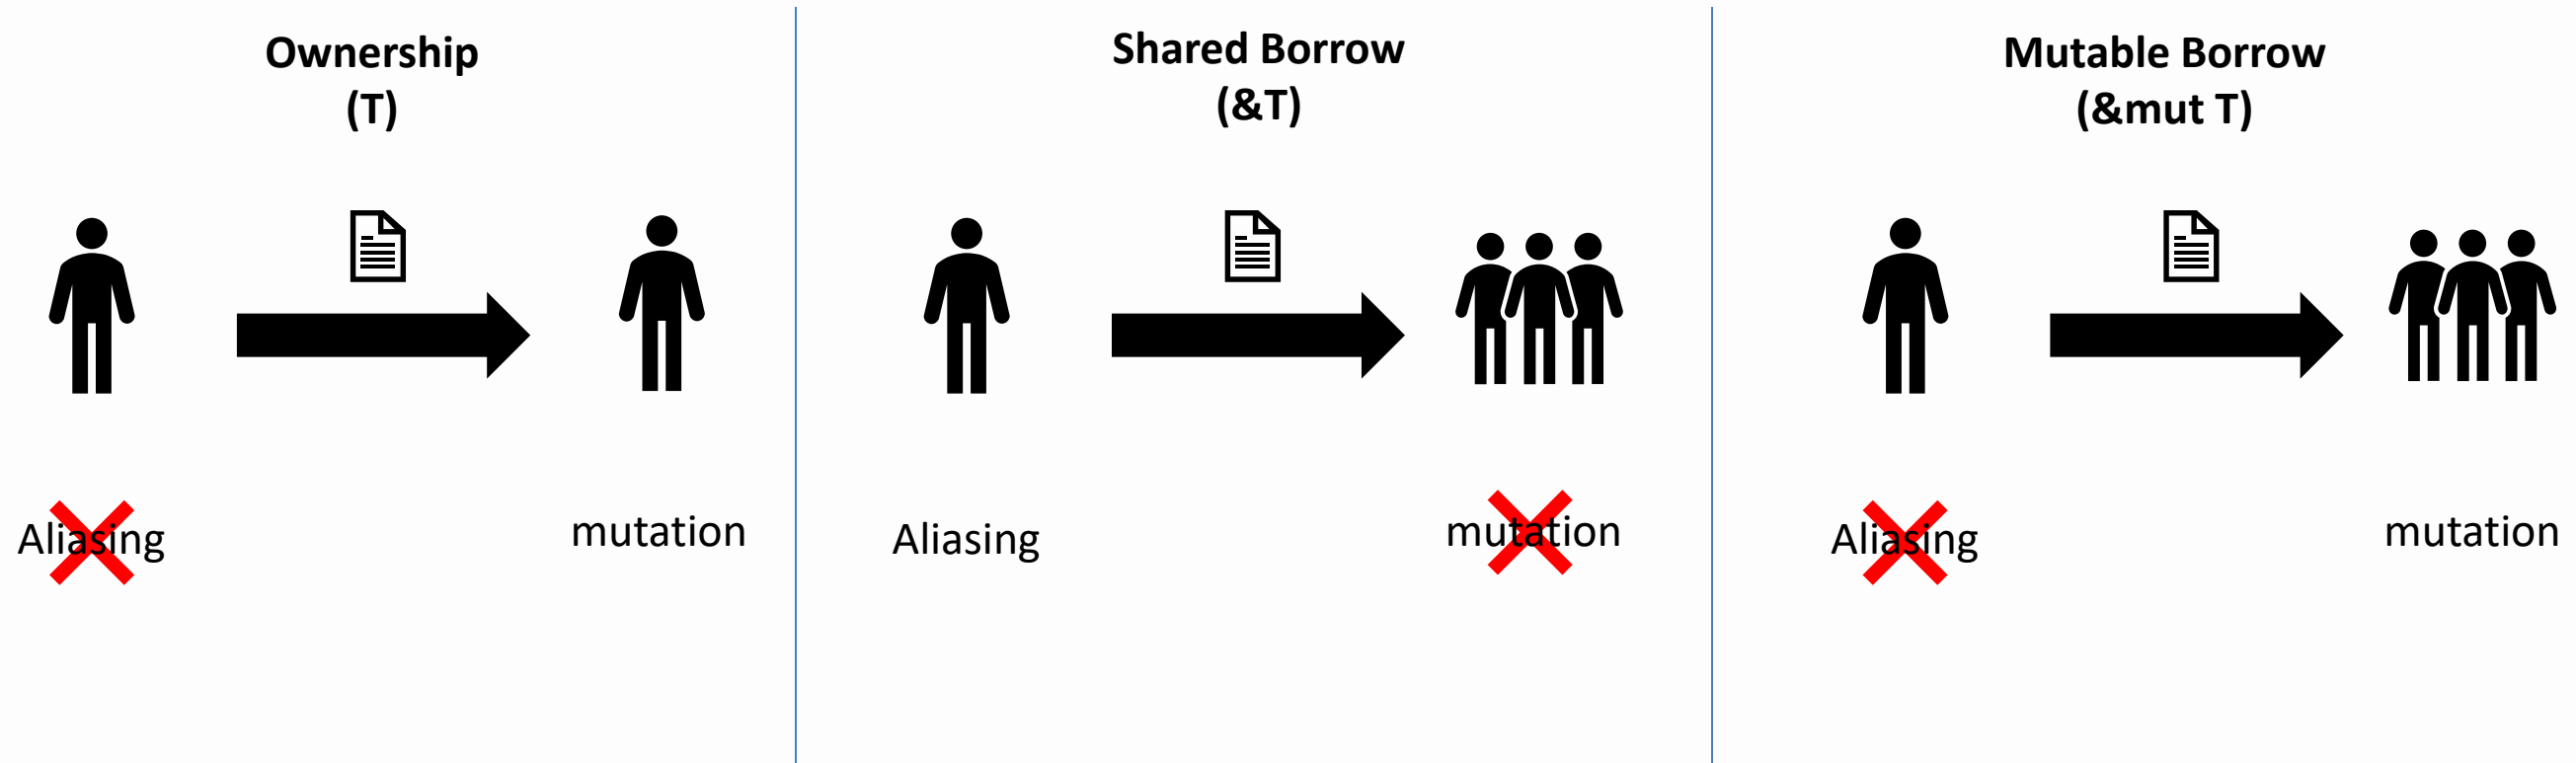 Ownership
(T)
Aliasing
mutation
Shared Borrow
(&T)
Aliasing
mutation
Mutable Borrow
(&mut T)
Aliasing
mutation